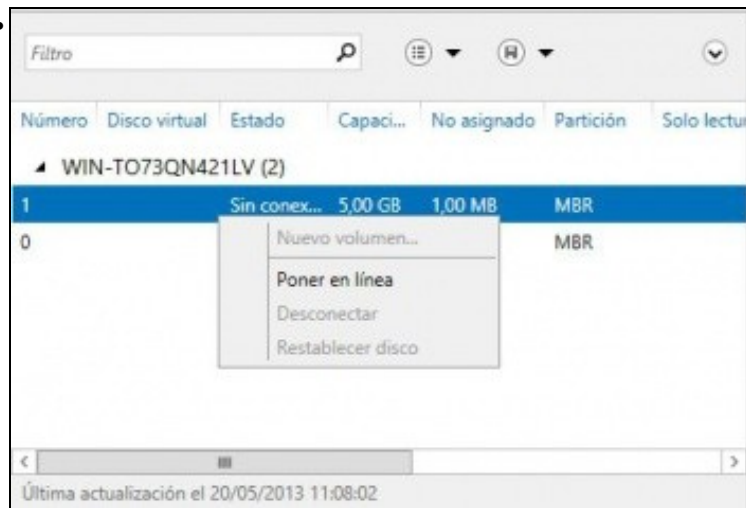 Filtro
Número Disco virtual Estado Capaci... No asignado Partición Solo lectur
WIN-TO73QN421LV (2)
1 Sin conex... 5,00 GB 1,00 MB MBR
0 MBR
Nuevo volumen...
Poner en línea
Desconectar
Restablecer disco
Última actualización el 20/05/2013 11:08:02